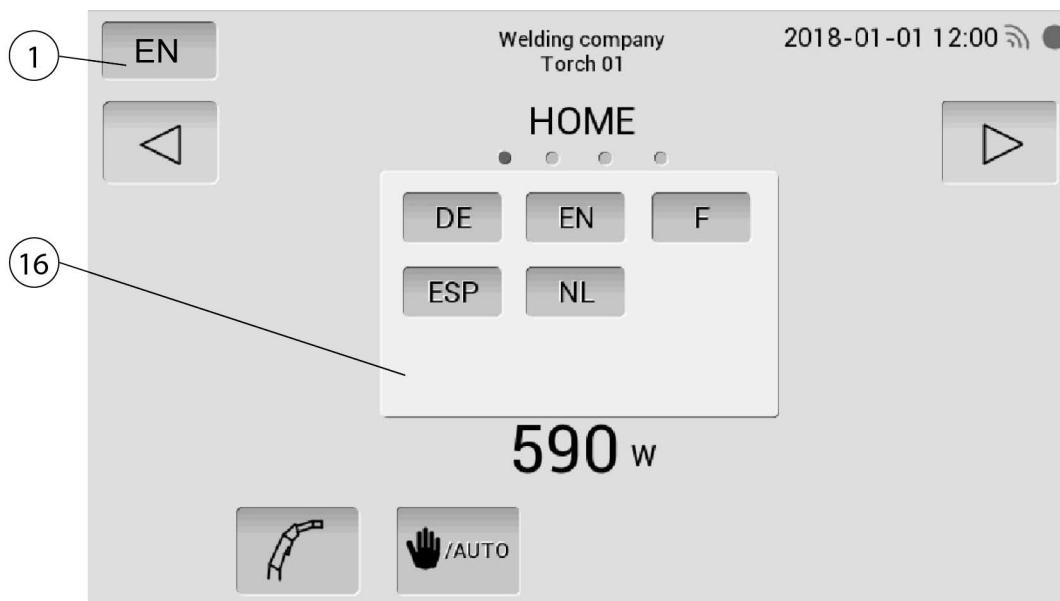 1
EN
Welding company
Torch 01
2018-01-01 12:00
HOME
DE EN F
16
ESP NL
590 W
/AUTO